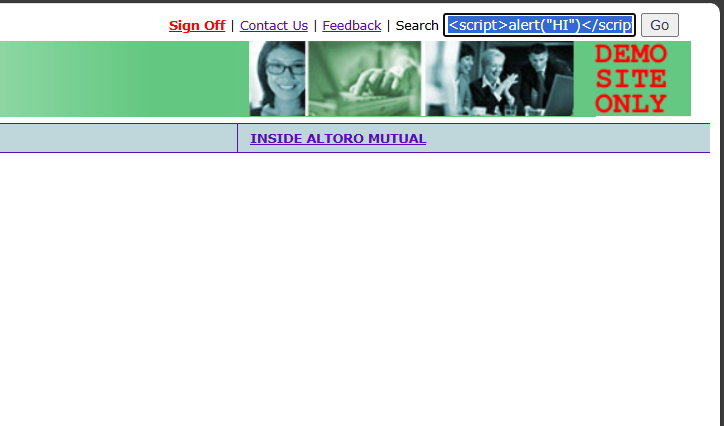 Sign Off | Contact Us | Feedback | Search <script>alert("HI")</scrip Go
DEMO
SITE
ONLY
INSIDE ALTORO MUTUAL